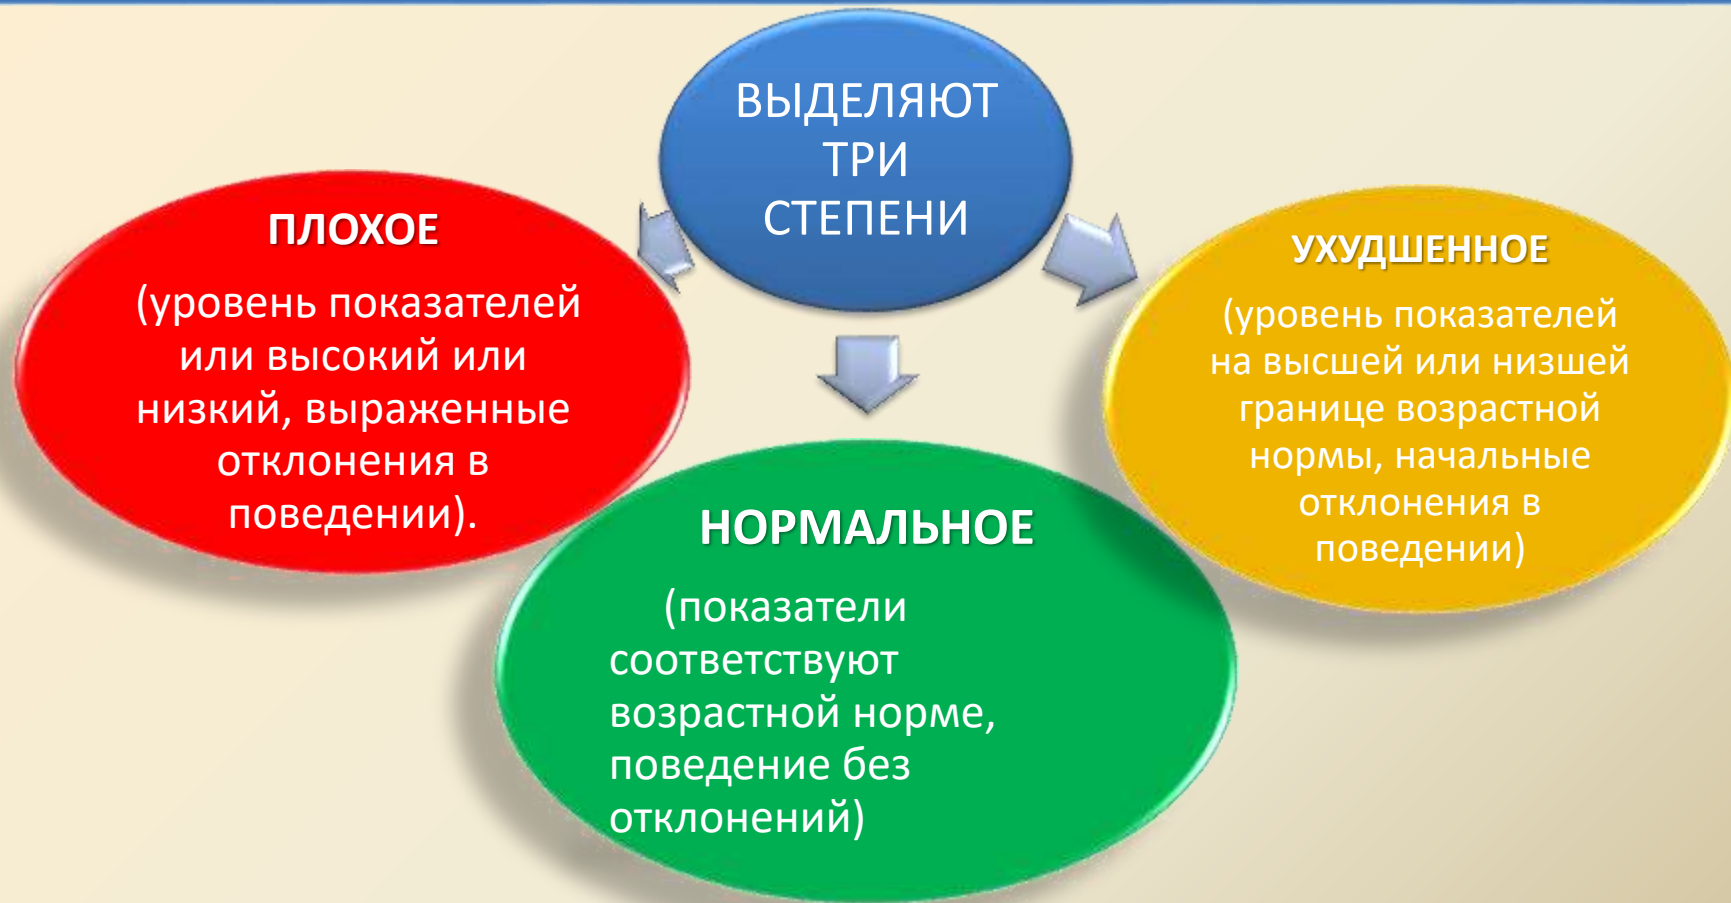 ВЫДЕЛЯЮТ
ТРИ
СТЕПЕНИ
ПЛОХОЕ
(уровень показателей
или высокий или
низкий, выраженные
отклонения в
поведении).
НОРМАЛЬНОЕ
(показатели
соответствуют
возрастной норме,
поведение без
отклонений)
УХУДШЕННОЕ
(уровень показателей
на высшей или низшей
границе возрастной
нормы, начальные
отклонения в
поведении)